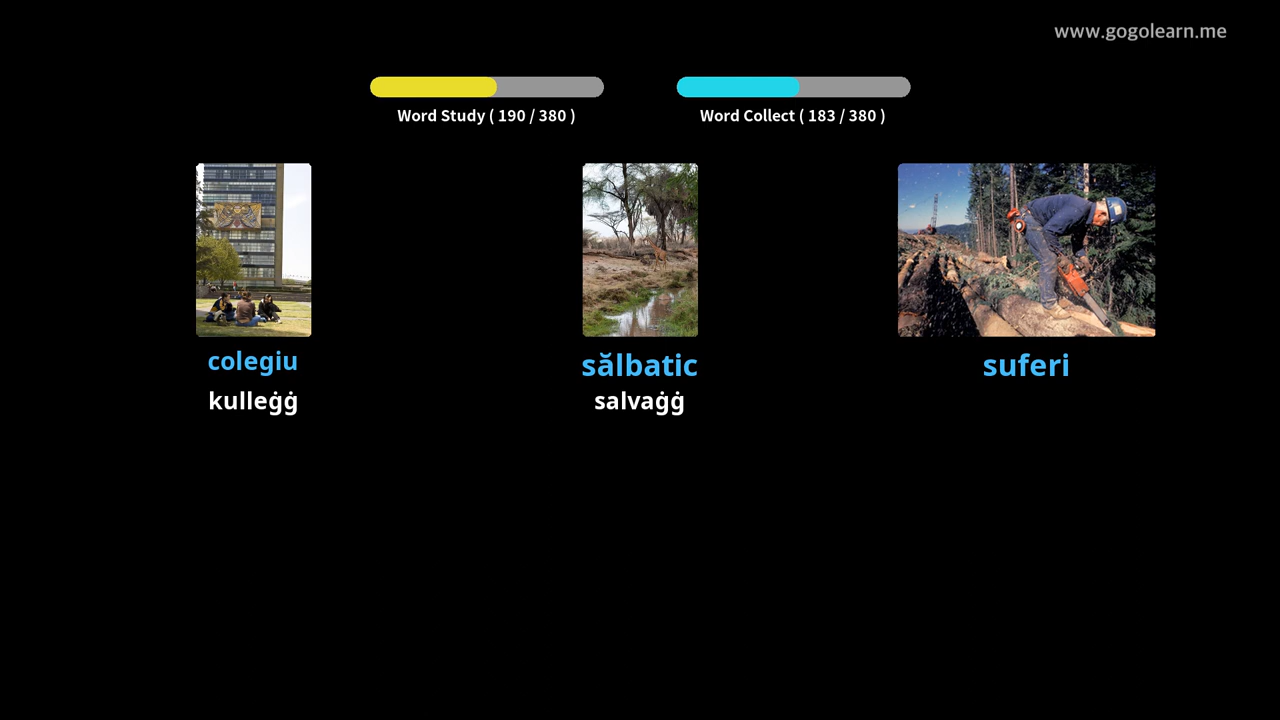 www.gogolearn.me
Word Study ( 190 / 380 )
Word Collect ( 183 / 380 )
colegiu
kulleġġ
sălbatic
salvaġġ
suferi